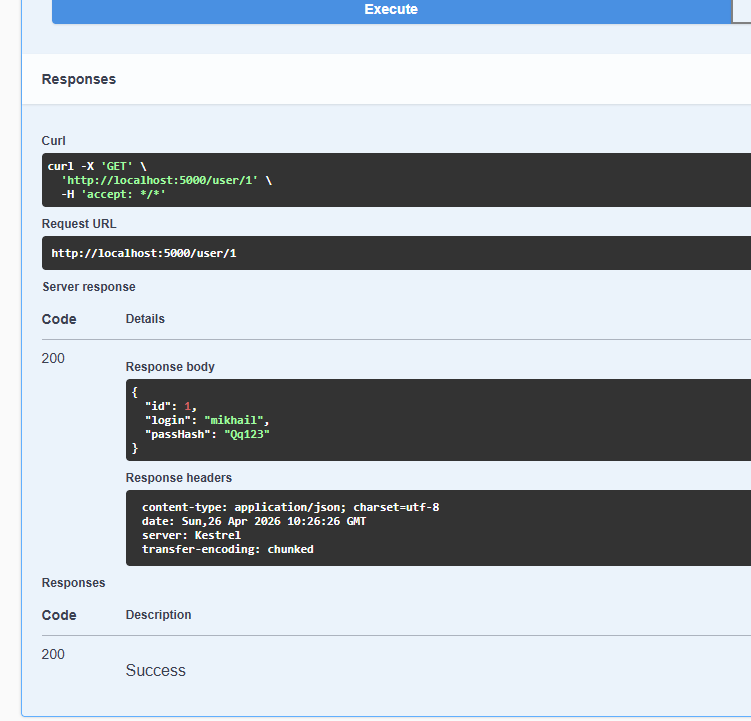 Execute
Responses
Curl
curl -X 'GET' \
'http://localhost:5000/user/1' \
-H 'accept: */*'
Request URL
http://localhost:5000/user/1
Server response
Code Details
200
Response body
{
"id": 1,
"login": "mikhail",
"passHash": "Qq123"
}
Response headers
content-type: application/json; charset=utf-8
date: Sun,26 Apr 2026 10:26:26 GMT
server: Kestrel
transfer-encoding: chunked
Responses
Code Description
200
Success